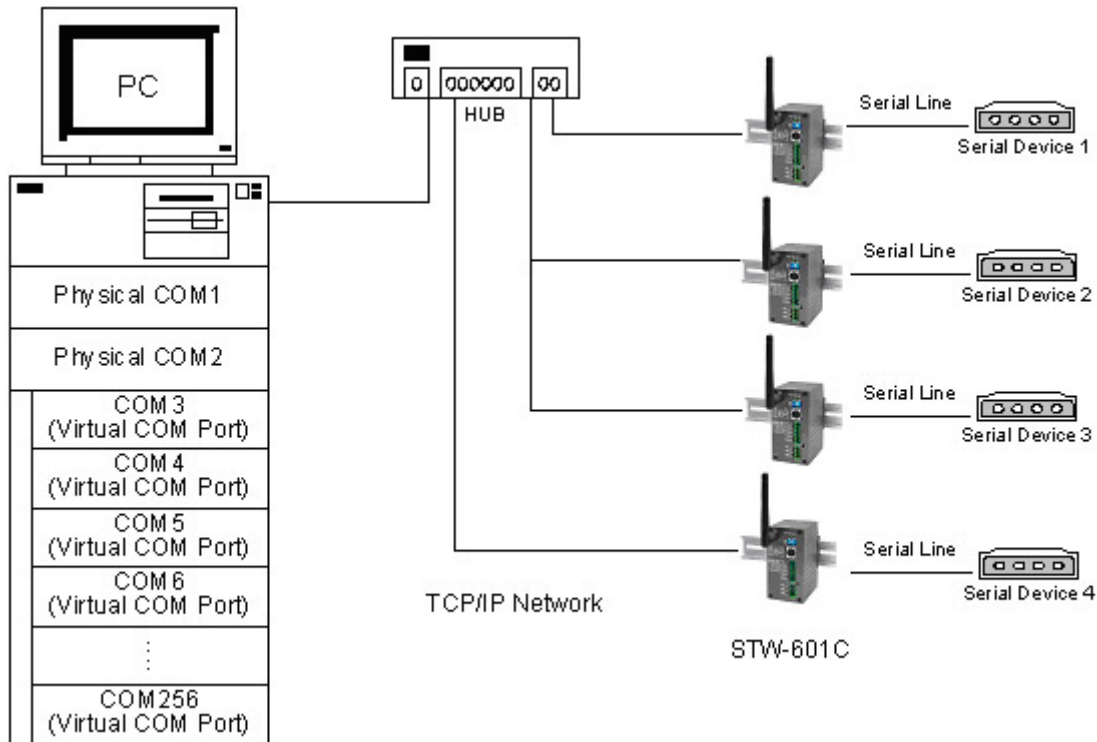 PC
HUB
Physical COM1
Physical COM2
COM3
(Virtual COM Port)
COM4
(Virtual COM Port)
COM5
(Virtual COM Port)
COM6
(Virtual COM Port)
COM256
(Virtual COM Port)
TCP/IP Network
Serial Line
Serial Device 1
Serial Line
Serial Device 2
Serial Line
Serial Device 3
Serial Line
Serial Device 4
STW-601C